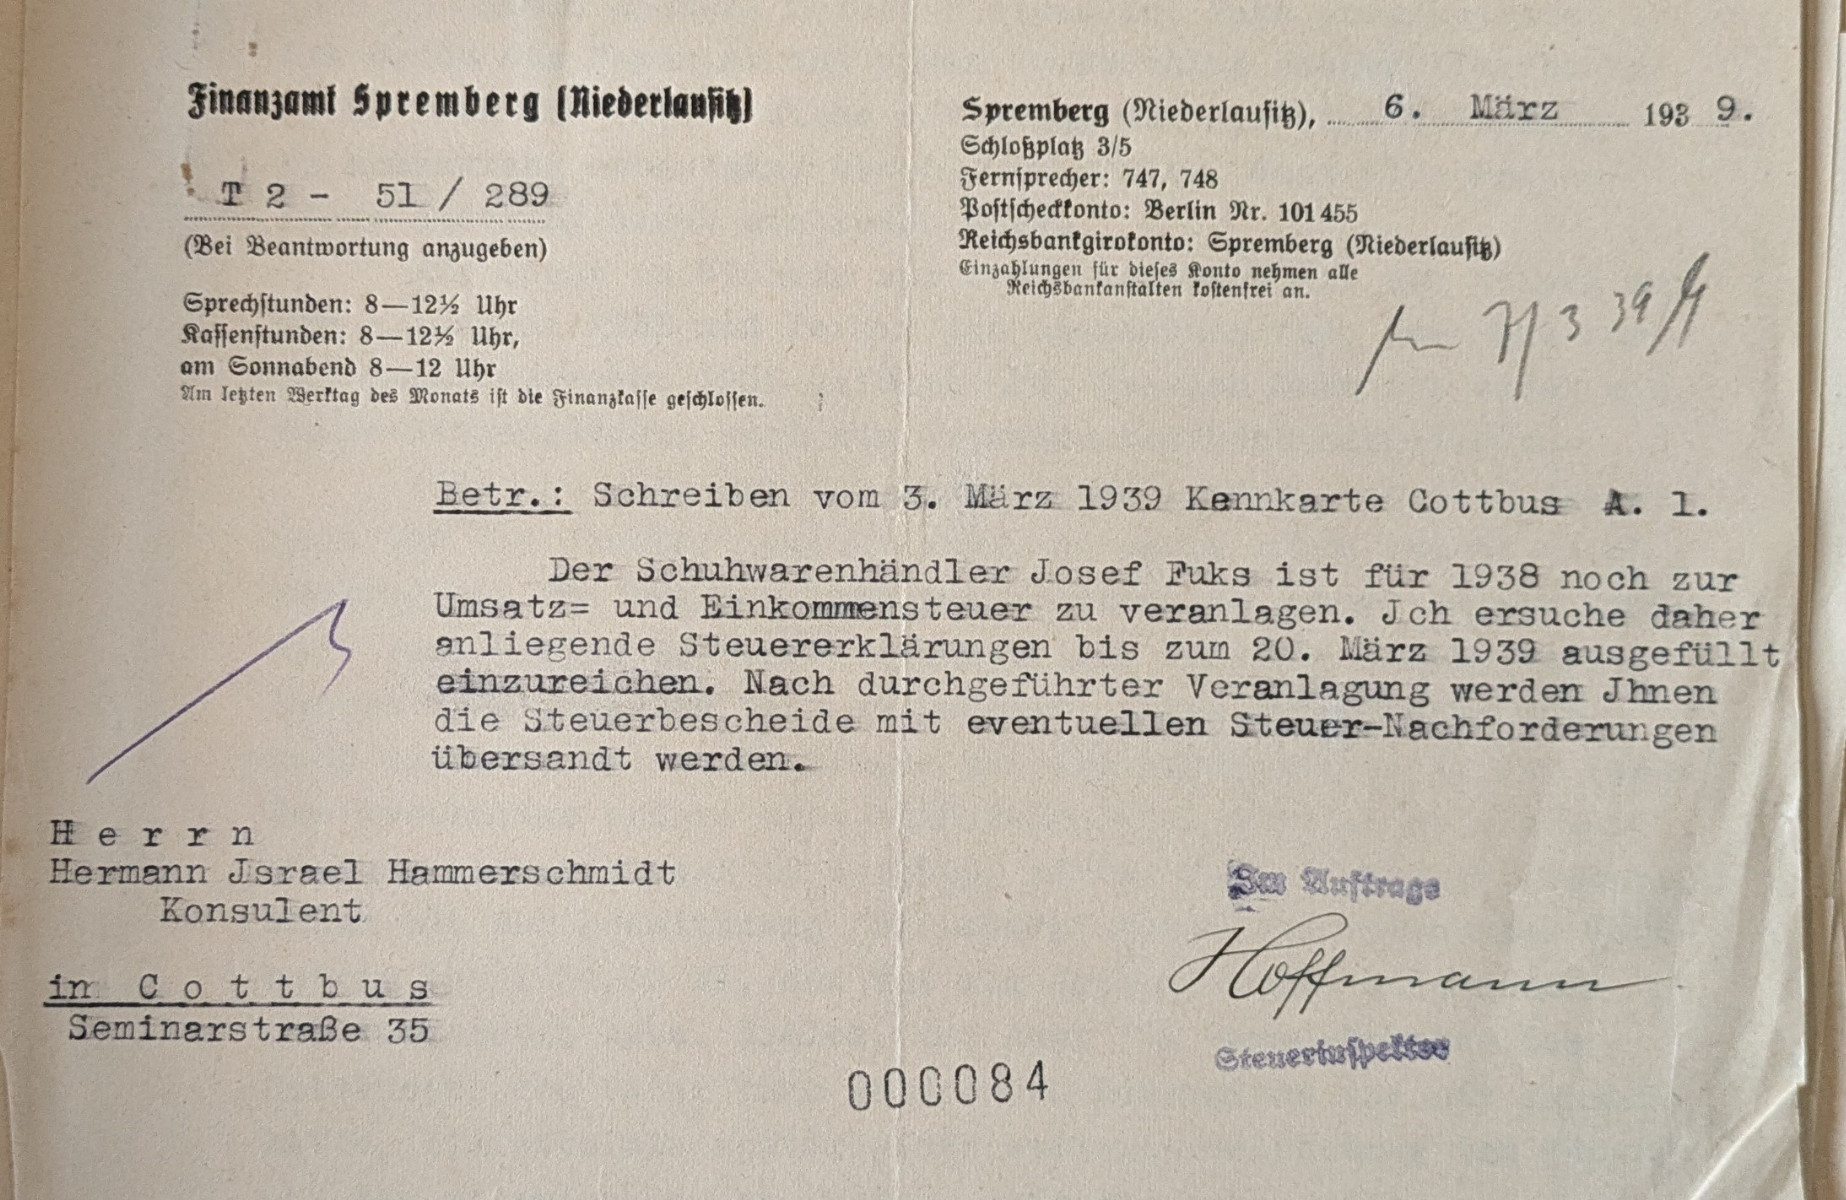 Finanzamt Spremberg (Niederlausitz)
T 2 - 51 / 289
(Bei Beantwortung anzugeben)
Sprechstunden: 8—12½ Uhr
Kassenstunden: 8—12½ Uhr,
am Sonnabend 8—12 Uhr
Am letzten Werktag des Monats ist die Finanzkasse geschlossen.
Spremberg (Niederlausitz), 6. März 1939.
Schloßplatz 3/5
Fernsprecher: 747, 748
Postscheckkonto: Berlin Nr. 101455
Reichsbankgirokonto: Spremberg (Niederlausitz)
Einzahlungen für dieses Konto nehmen alle
Reichsbankanstalten kostenfrei an.
Betr.: Schreiben vom 3. März 1939 Kennkarte Cottbus A. 1.
Der Schuhwarenhändler Josef Fuks ist für 1938 noch zur
Umsatz= und Einkommensteuer zu veranlagen. Jch ersuche daher
anliegende Steuererklärungen bis zum 20. März 1939 ausgefüllt
einzureichen. Nach durchgeführter Veranlagung werden Jhnen
die Steuerbescheide mit eventuellen Steuer-Nachforderungen
übersandt werden.
H e r r n
Hermann Jsrael Hammerschmidt
Konsulent
in C o t t b u s
Seminarstraße 35
Im Auftrage
Hoffmann
Steuerinspektor
000084